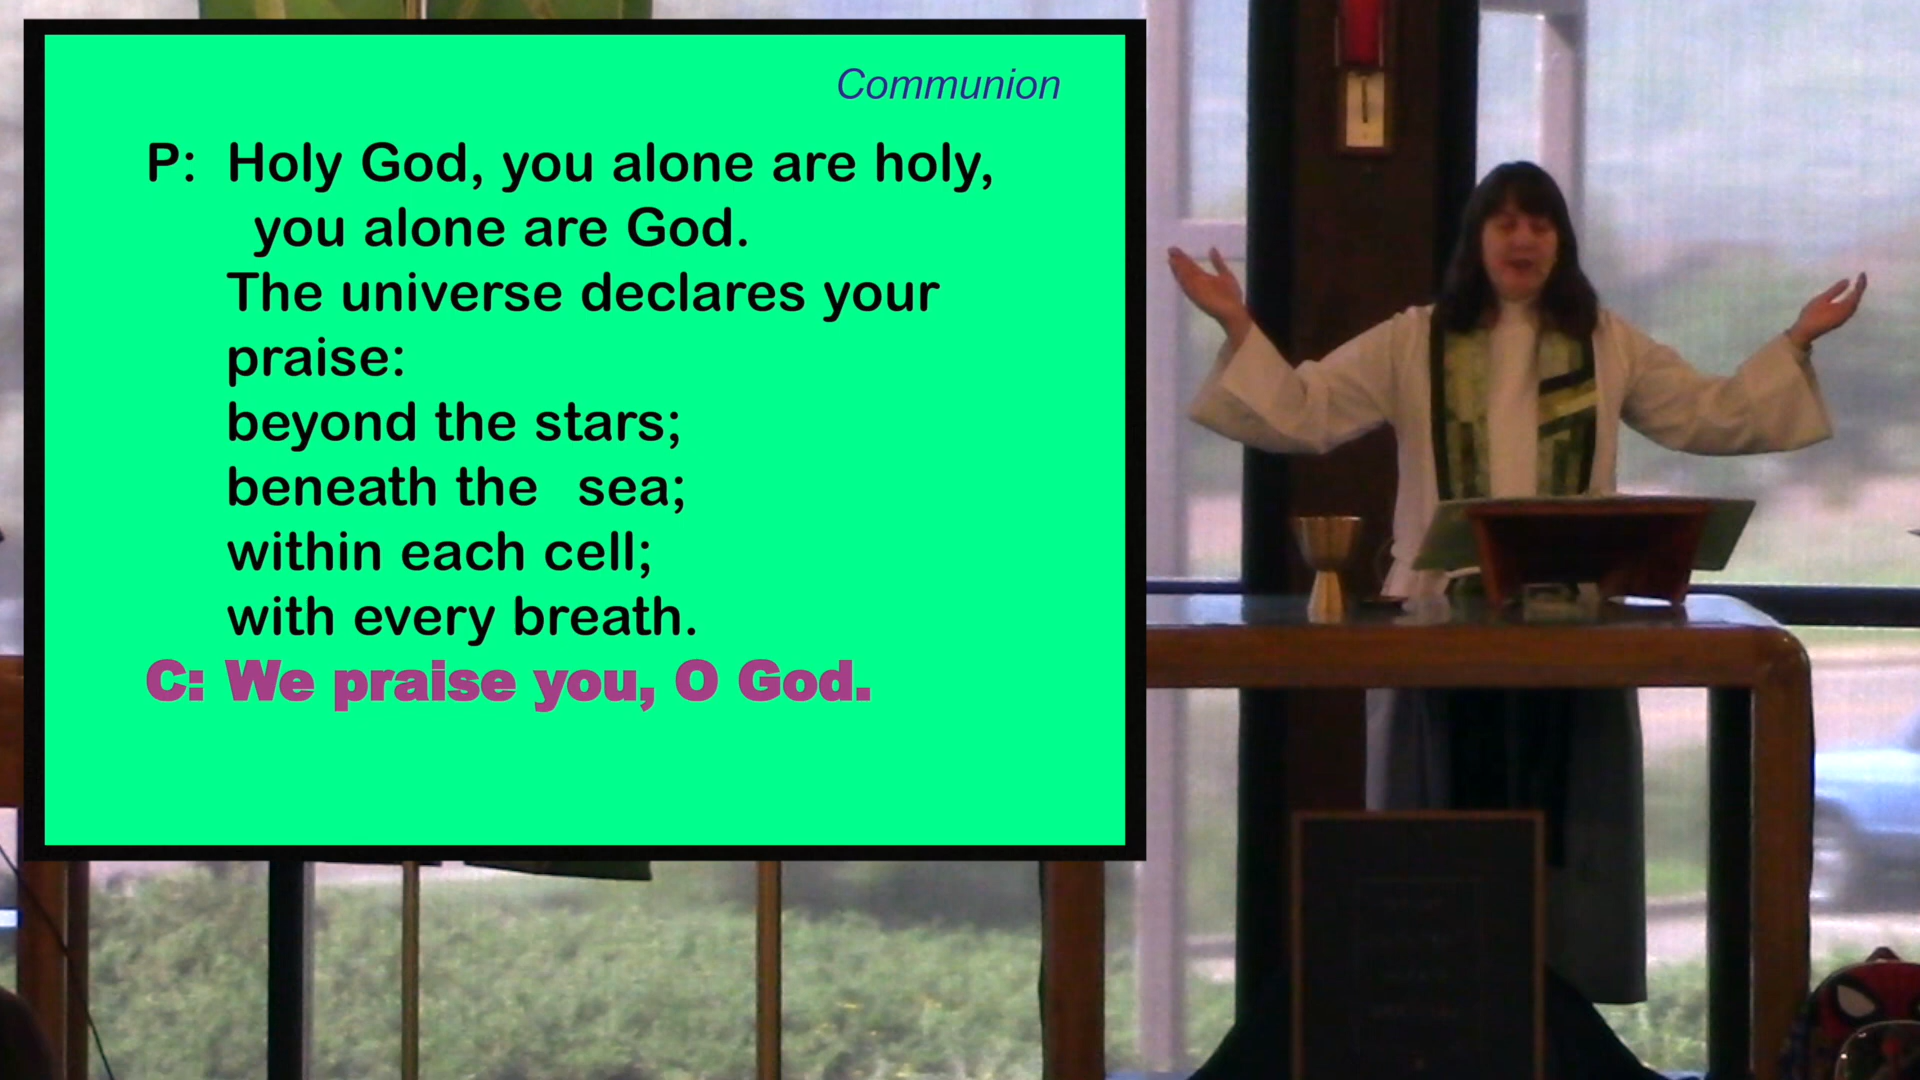 Communion
P: Holy God, you alone are holy,
you alone are God.
The universe declares your
praise:
beyond the stars;
beneath the sea;
within each cell;
with every breath.
C: We praise you, O God.